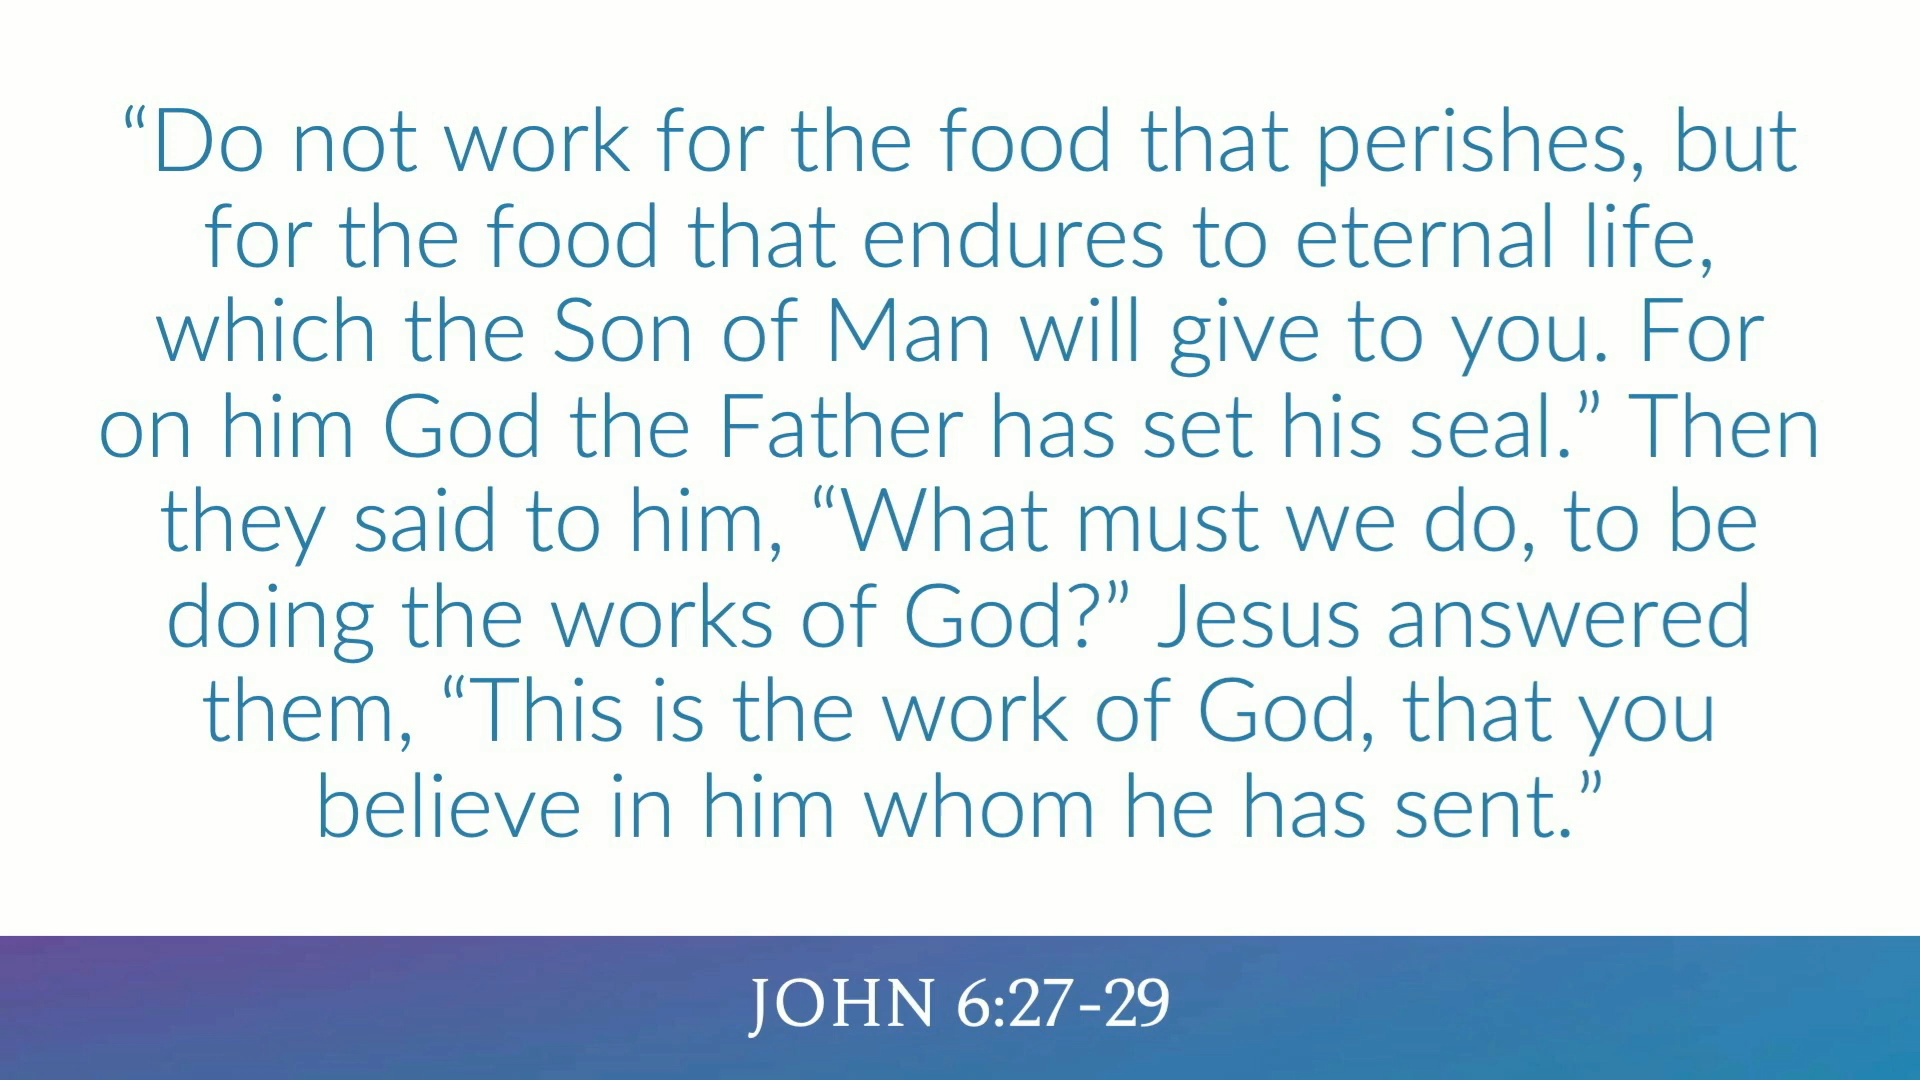 “Do not work for the food that perishes, but
for the food that endures to eternal life,
which the Son of Man will give to you. For
on him God the Father has set his seal.” Then
they said to him, “What must we do, to be
doing the works of God?” Jesus answered
them, “This is the work of God, that you
believe in him whom he has sent.”
JOHN 6:27-29